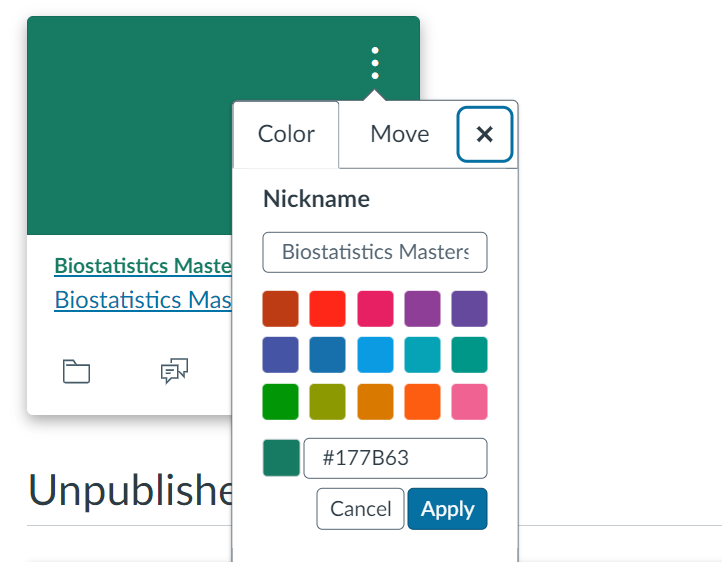 Color
Move
Nickname
Biostatistics Masters
Biostatistics Maste
Biostatistics Mas
#177B63
Cancel
Apply
Unpublishe